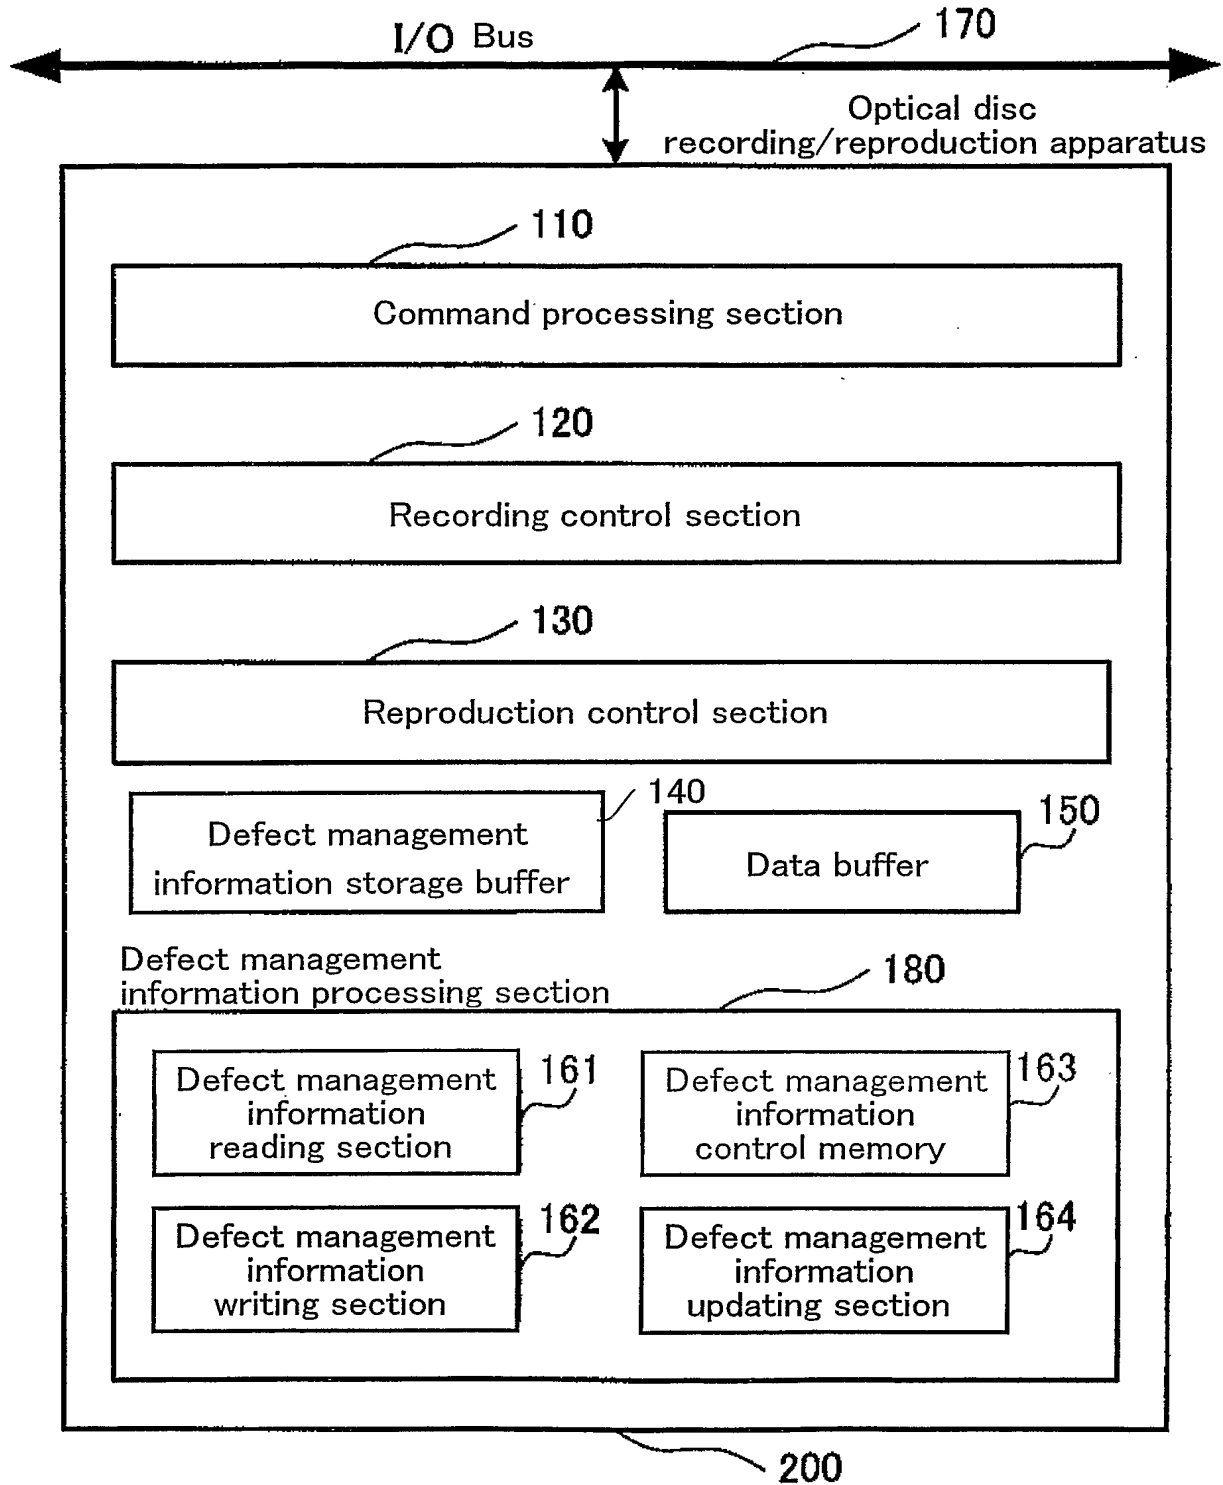 I/O Bus
170
Optical disc
recording/reproduction apparatus
110
Command processing section
120
Recording control section
130
Reproduction control section
140
Defect management
information storage buffer
150
Data buffer
Defect management
information processing section
180
Defect management
information
reading section
161
Defect management
information
control memory
163
Defect management
information
writing section
162
Defect management
information
updating section
164
200